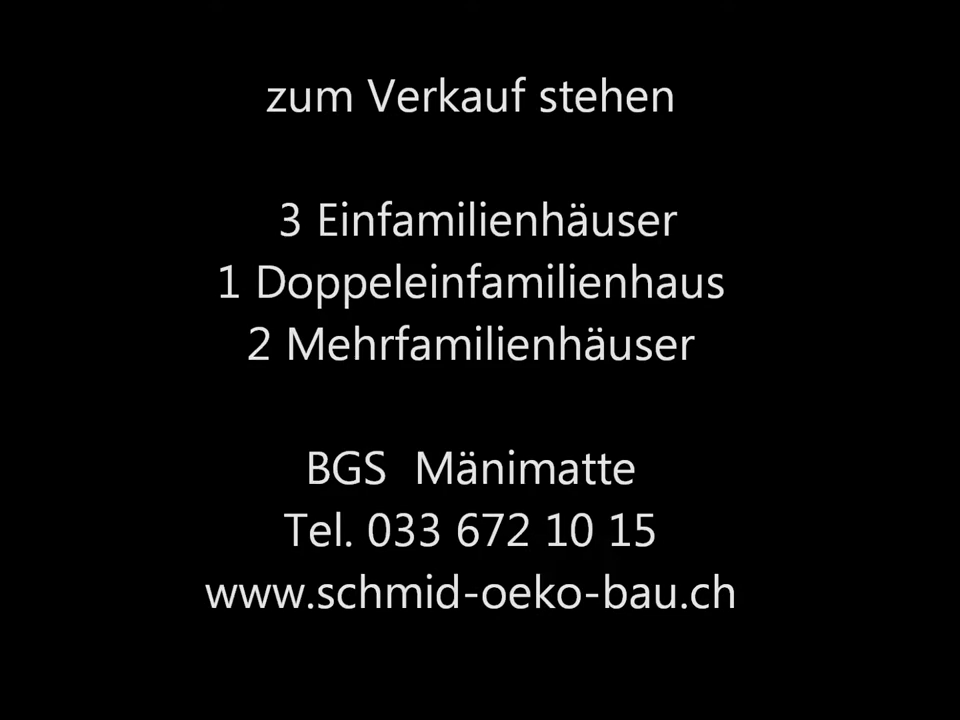 zum Verkauf stehen
3 Einfamilienhäuser
1 Doppeleinfamilienhaus
2 Mehrfamilienhäuser
BGS  Mänimatte
Tel. 033 672 10 15
www.schmid-oeko-bau.ch